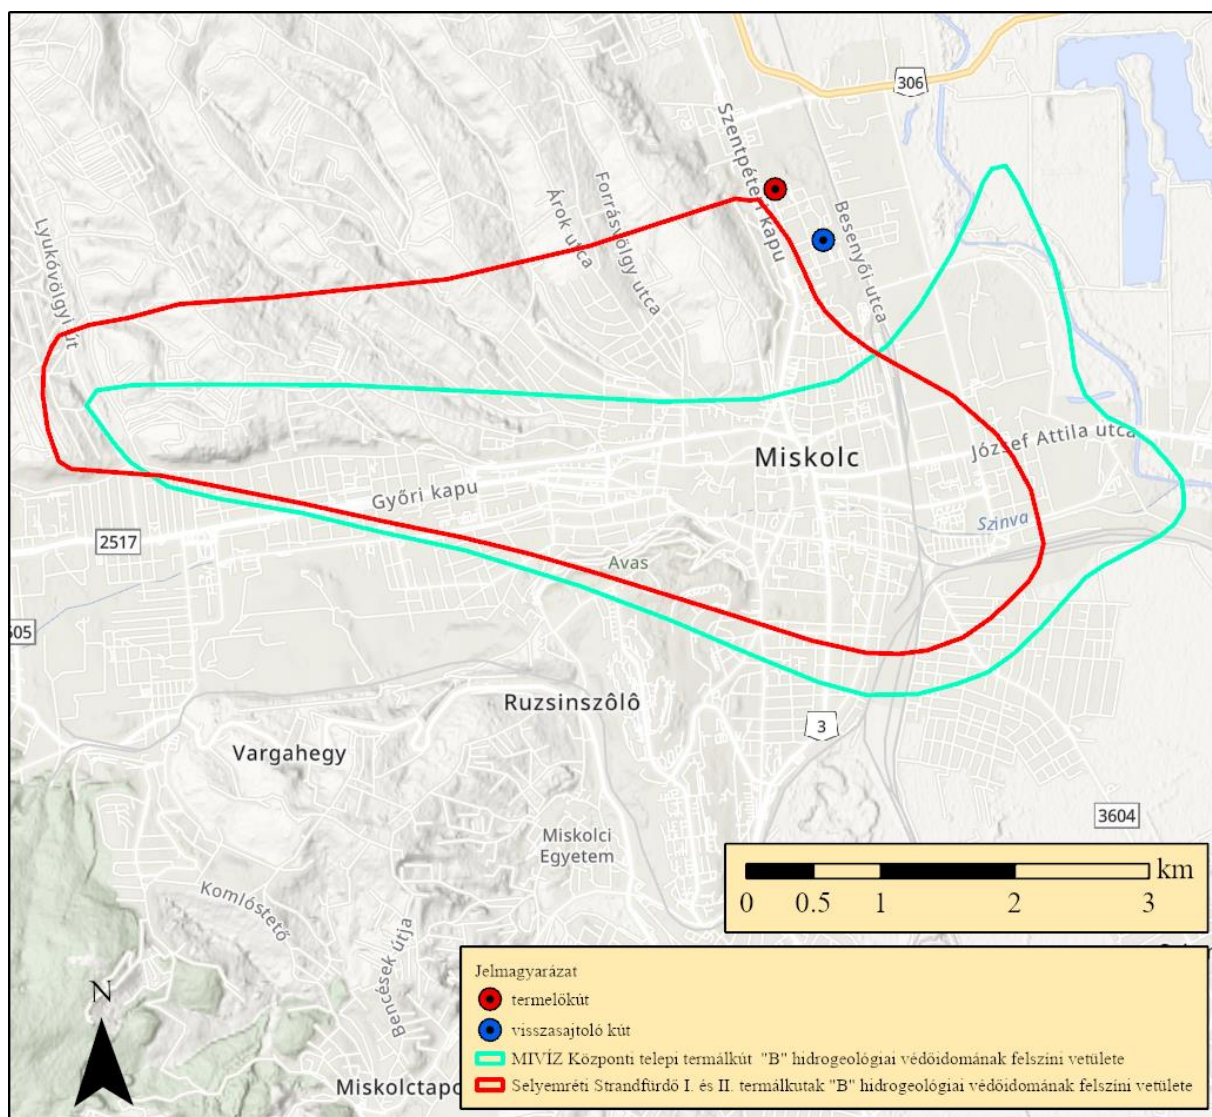 306
Szentpéteri kapu
Besenyői utca
Árok utca
Forrásvölgy utca
Lyukóvölgyi út
József Attila utca
Miskolc
Győri kapu
Szinva
2517
Avas
605
Ruzsinszôlô
3
Vargahegy
3604
Miskolci
Egyetem
km
0 0.5 1 2 3
Komlóstető
Bencések útja
N
Jelmagyarázat
termelőkút
visszasajtoló kút
MIVÍZ Központi telepi termálkút "B" hidrogeológiai védőidomának felszíni vetülete
Selyemréti Strandfürdő I. és II. termálkutak "B" hidrogeológiai védőidomának felszíni vetülete
Miskolctapo